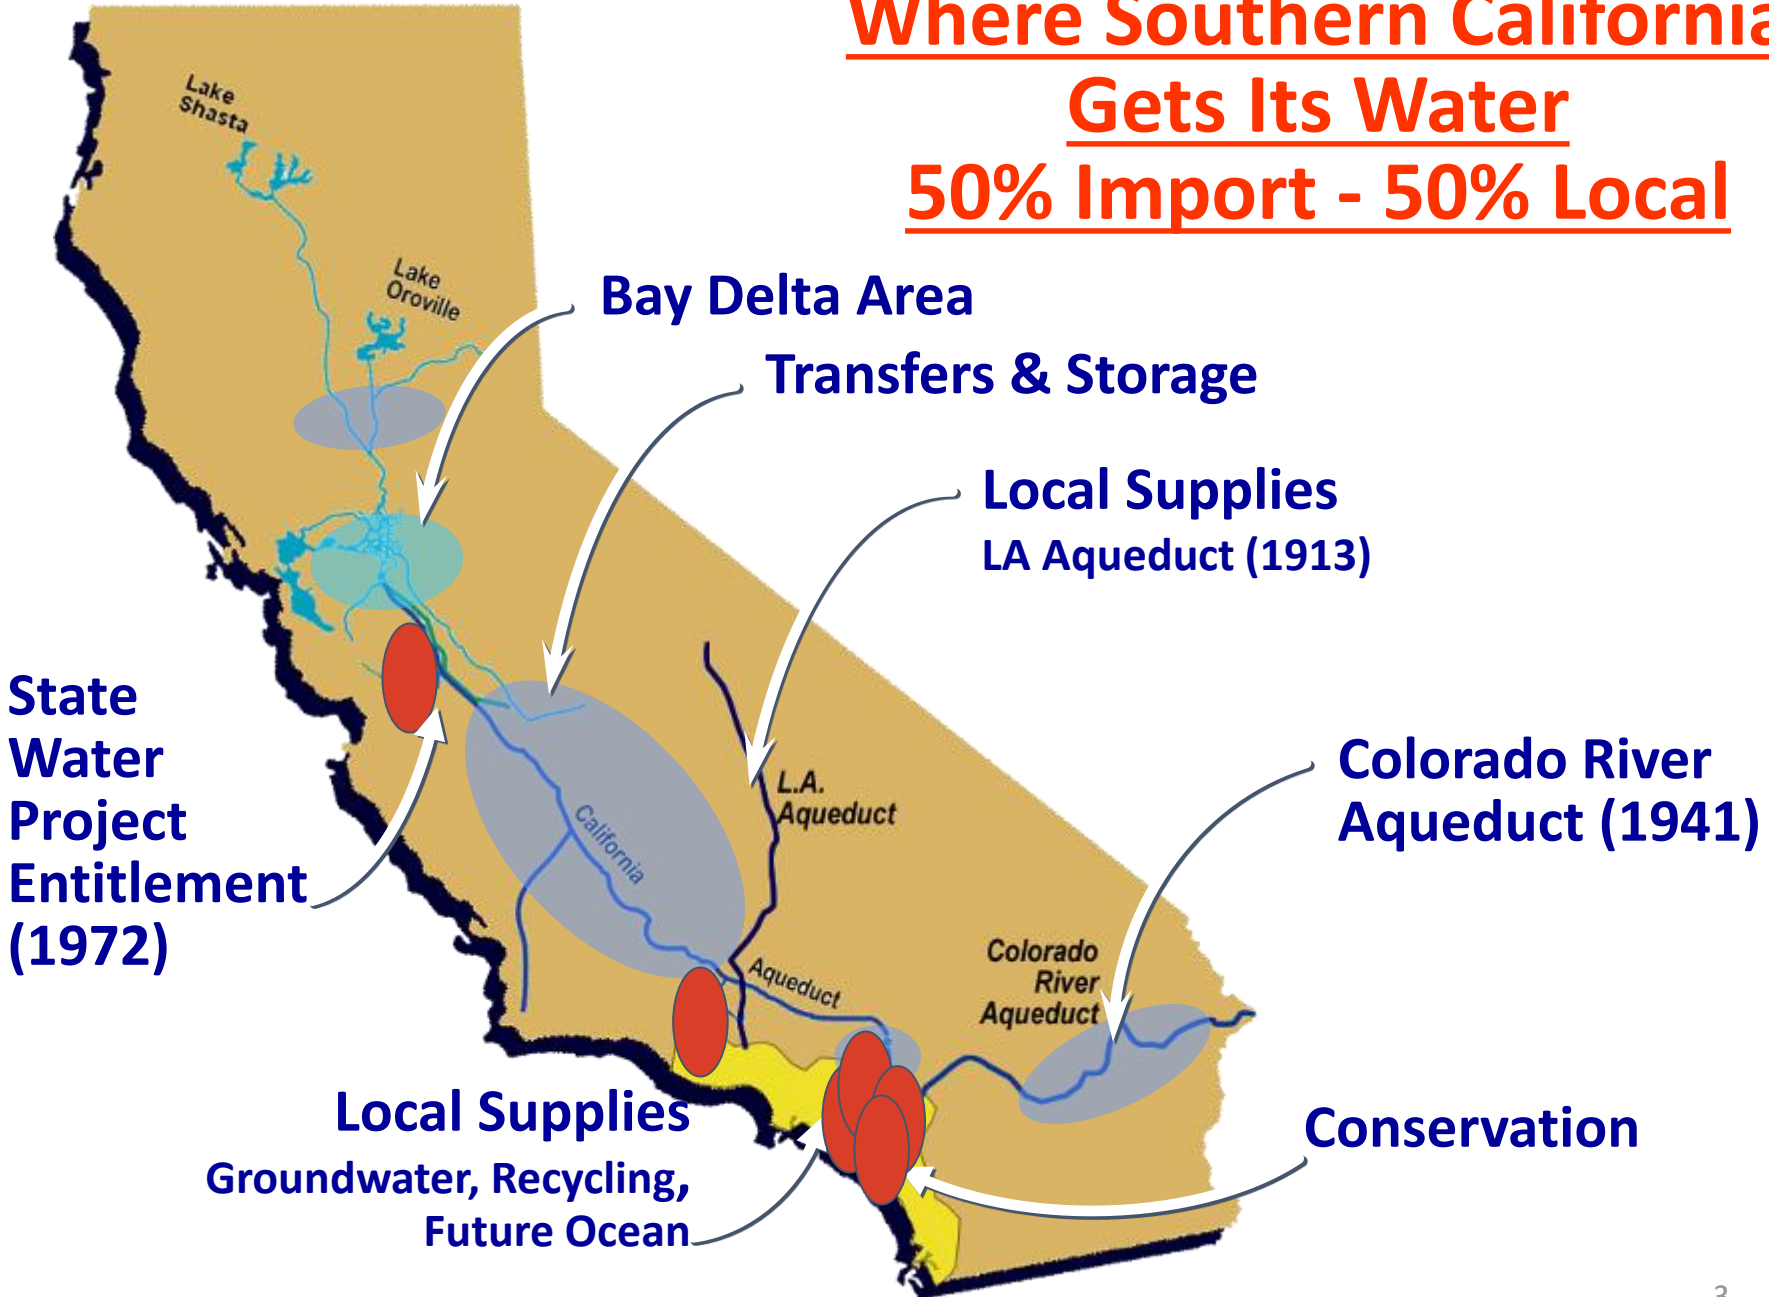 Where Southern California
Gets Its Water
50% Import - 50% Local
Lake
Shasta
Lake
Oroville
Bay Delta Area
Transfers & Storage
Local Supplies
LA Aqueduct (1913)
State
Water
Project
Entitlement
(1972)
L.A.
Aqueduct
California
Aqueduct
Colorado River
Aqueduct (1941)
Colorado
River
Aqueduct
Local Supplies
Groundwater, Recycling,
Future Ocean
Conservation
3